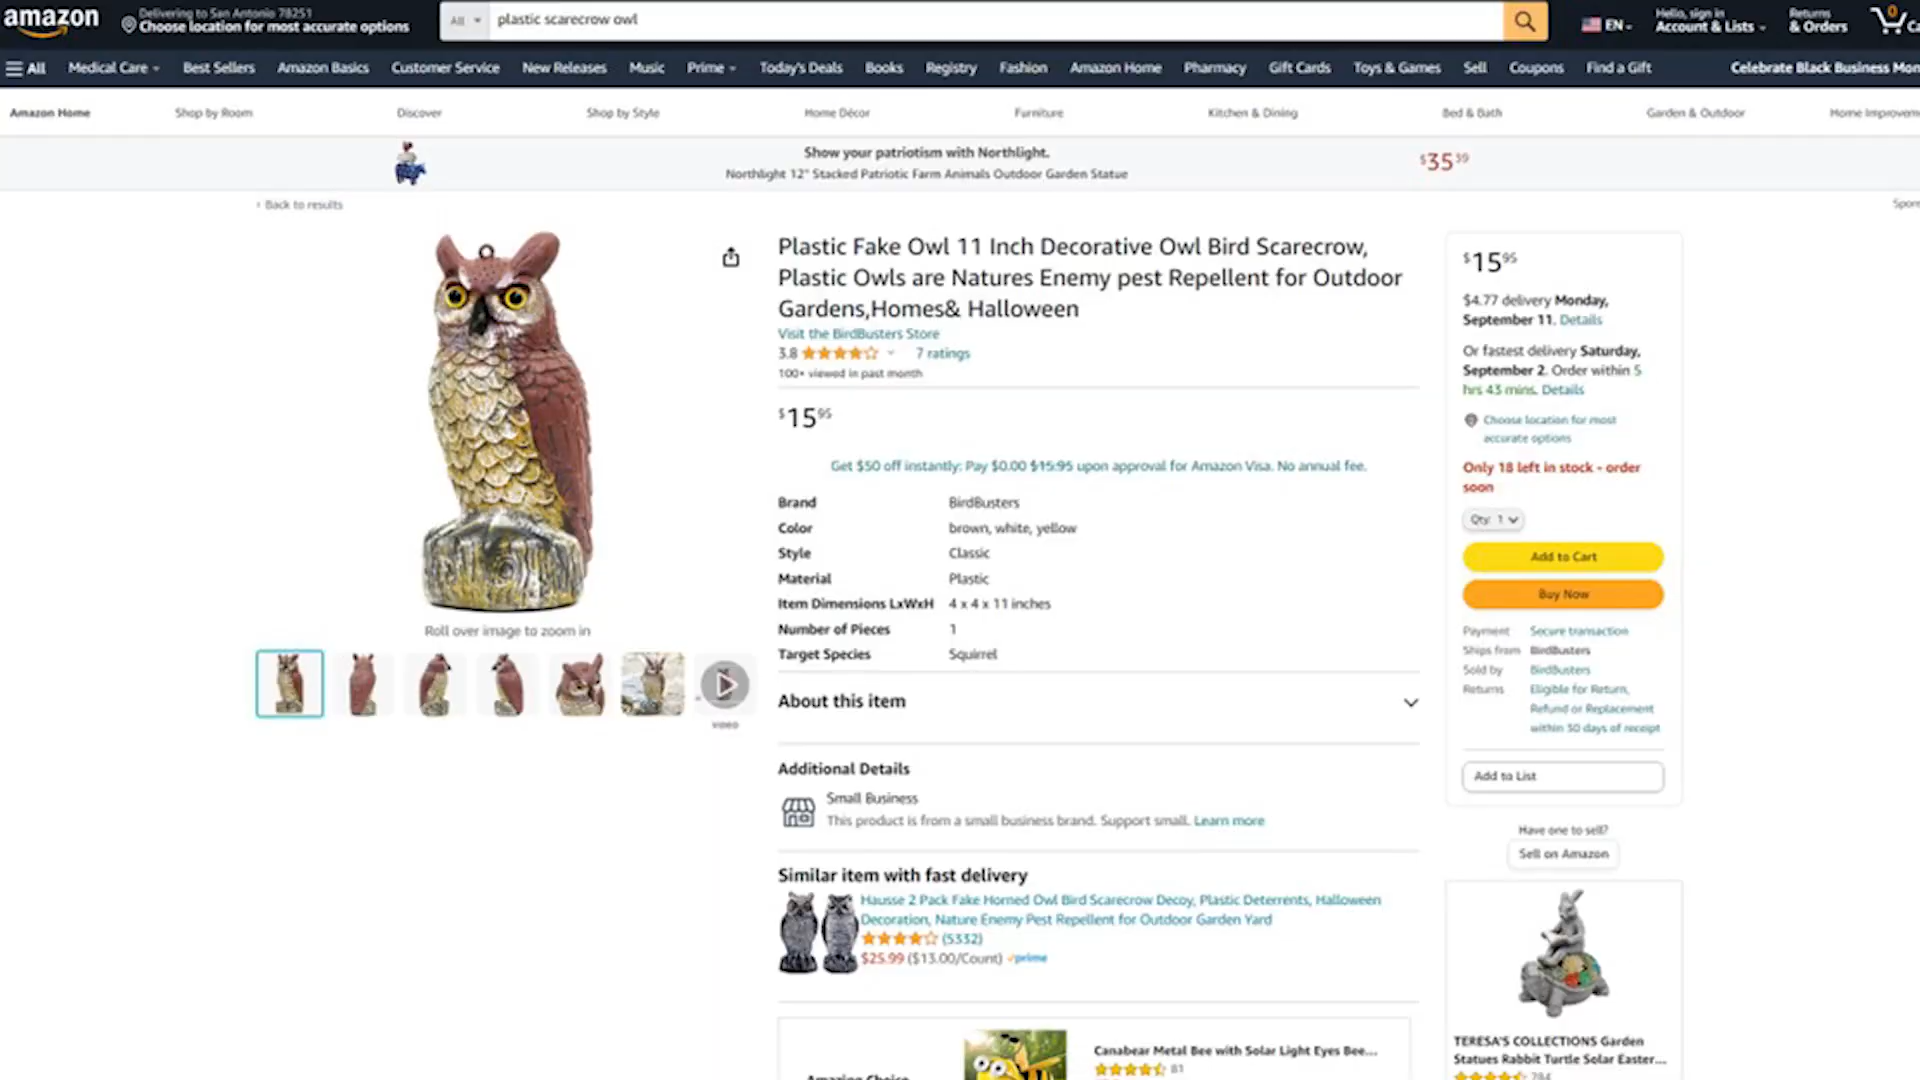 amazon
Delivering to San Antonio 78251
Choose location for most accurate options
All
plastic scarecrow owl
EN
Hello, sign in
Account & Lists
Returns
& Orders
0
All
Medical Care
Best Sellers
Amazon Basics
Customer Service
New Releases
Music
Prime
Today's Deals
Books
Registry
Fashion
Amazon Home
Pharmacy
Gift Cards
Toys & Games
Sell
Coupons
Find a Gift
Celebrate Black Business Mon
Amazon Home
Shop by Room
Discover
Shop by Style
Home Décor
Furniture
Kitchen & Dining
Bed & Bath
Garden & Outdoor
Home Improvem
Show your patriotism with Northlight.
Northlight 12" Stacked Patriotic Farm Animals Outdoor Garden Statue
$35 39
‹ Back to results
Spon
Roll over image to zoom in
VIDEO
Plastic Fake Owl 11 Inch Decorative Owl Bird Scarecrow,
Plastic Owls are Natures Enemy pest Repellent for Outdoor
Gardens,Homes& Halloween
Visit the BirdBusters Store
3.8
7 ratings
100+ viewed in past month
$15 95
Get $50 off instantly: Pay $0.00 $15.95 upon approval for Amazon Visa. No annual fee.
Brand BirdBusters
Color brown, white, yellow
Style Classic
Material Plastic
Item Dimensions LxWxH 4 x 4 x 11 inches
Number of Pieces 1
Target Species Squirrel
About this item
Additional Details
Small Business
This product is from a small business brand. Support small. Learn more
Similar item with fast delivery
Hausse 2 Pack Fake Horned Owl Bird Scarecrow Decoy, Plastic Deterrents, Halloween
Decoration, Nature Enemy Pest Repellent for Outdoor Garden Yard
(5332)
$25.99 ($13.00/Count) prime
Canabear Metal Bee with Solar Light Eyes Bee...
81
$15 95
$4.77 delivery Monday,
September 11. Details
Or fastest delivery Saturday,
September 2. Order within 5
hrs 43 mins. Details
Choose location for most
accurate options
Only 18 left in stock - order
soon
Qty: 1
Add to Cart
Buy Now
Payment Secure transaction
Ships from BirdBusters
Sold by BirdBusters
Returns Eligible for Return,
Refund or Replacement
within 30 days of receipt
Add to List
Have one to sell?
Sell on Amazon
TERESA'S COLLECTIONS Garden
Statues Rabbit Turtle Solar Easter...